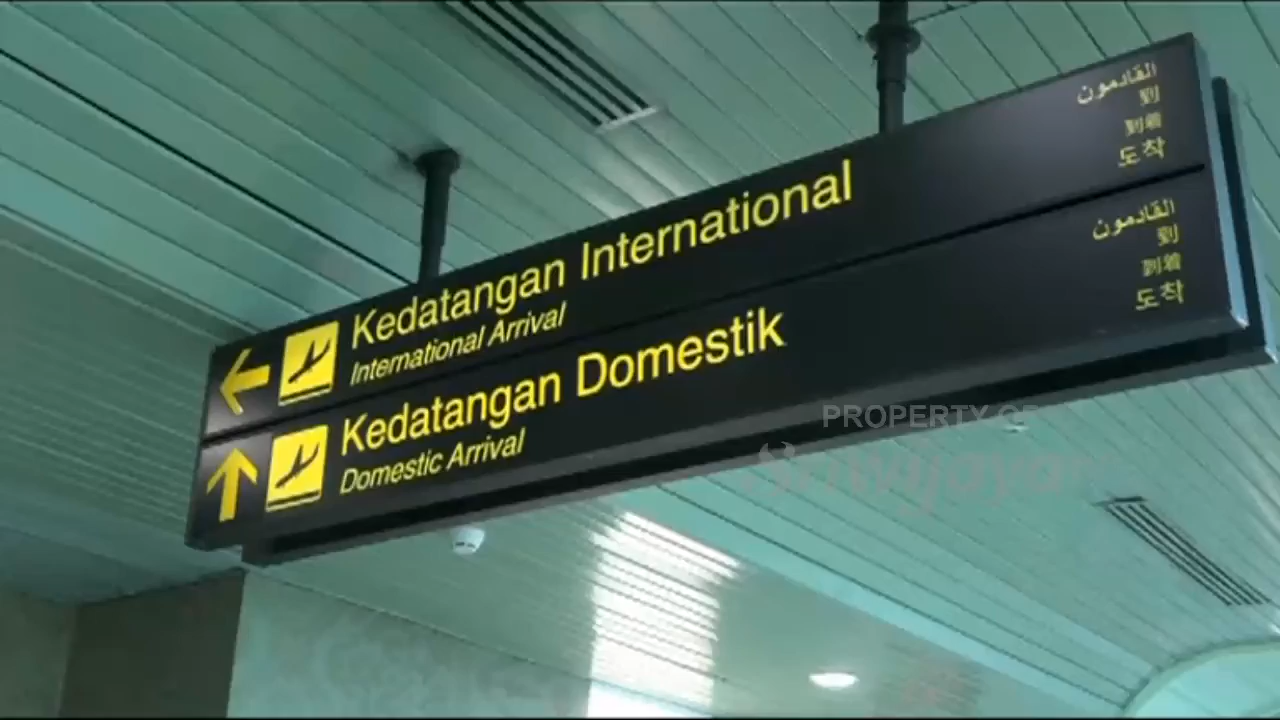 Kedatangan International
International Arrival
القادمون
到
到着
도착
Kedatangan Domestik
Domestic Arrival
القادمون
到
到着
도착
PROPERTY OF
Sriwijaya